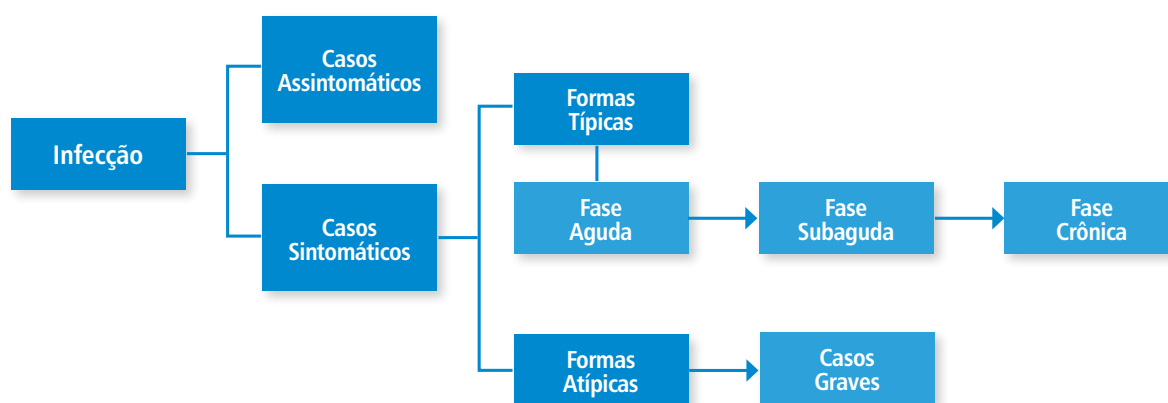 Infecção
Casos
Assintomáticos
Casos
Sintomáticos
Formas
Típicas
Fase
Aguda
Fase
Subaguda
Fase
Crônica
Formas
Atípicas
Casos
Graves